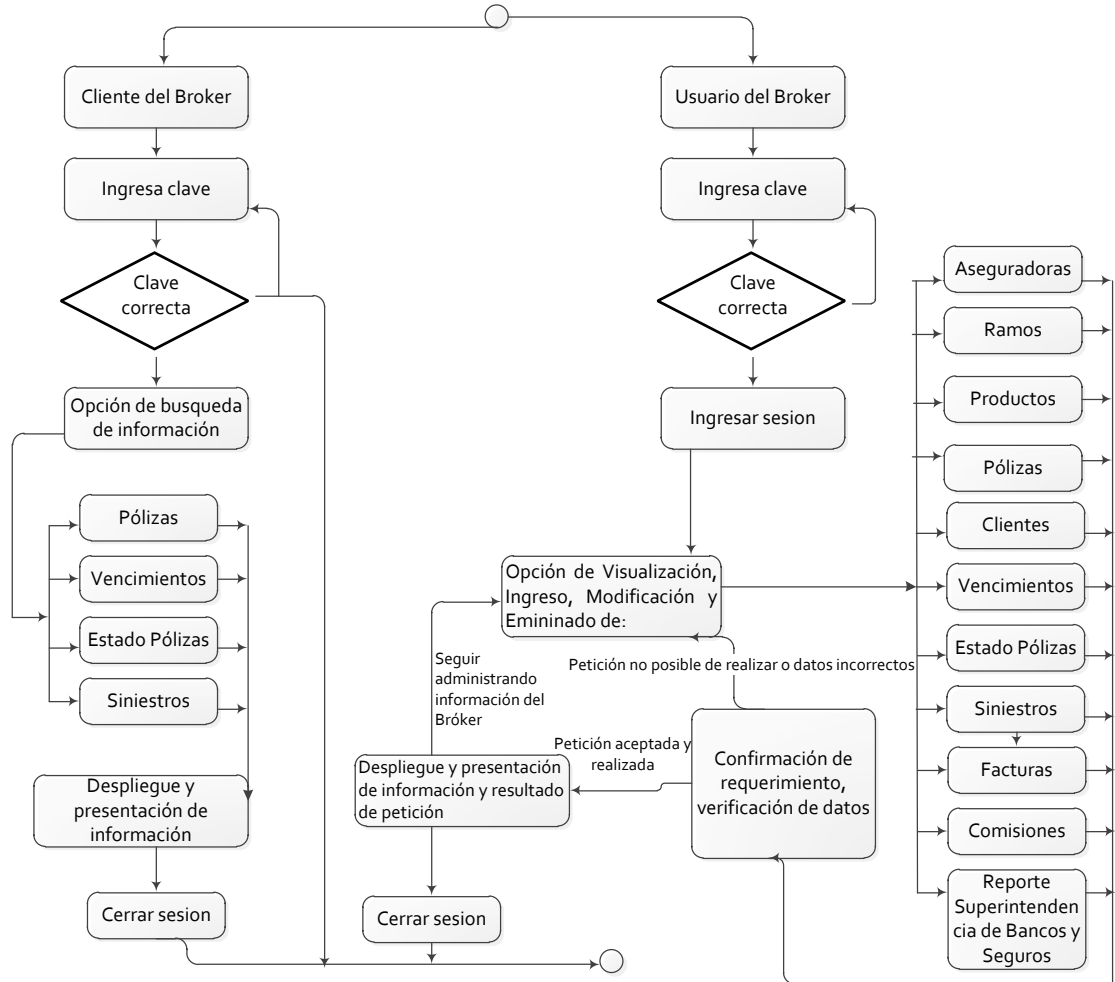 Cliente del Broker
Ingresa clave
Clave
correcta
Opción de busqueda
de información
Pólizas
Vencimientos
Estado Pólizas
Siniestros
Despliegue y
presentación de
información
Cerrar sesion
Usuario del Broker
Ingresa clave
Clave
correcta
Ingresar sesion
Opción de Visualización,
Ingreso, Modificación y
Emininado de:
Seguir
administrando
información del
Bróker
Petición no posible de realizar o datos incorrectos
Petición aceptada y
realizada
Confirmación de
requerimiento,
verificación de datos
Despliegue y presentación
de información y resultado
de petición
Cerrar sesion
Aseguradoras
Ramos
Productos
Pólizas
Clientes
Vencimientos
Estado Pólizas
Siniestros
Facturas
Comisiones
Reporte
Superintenden
cia de Bancos y
Seguros